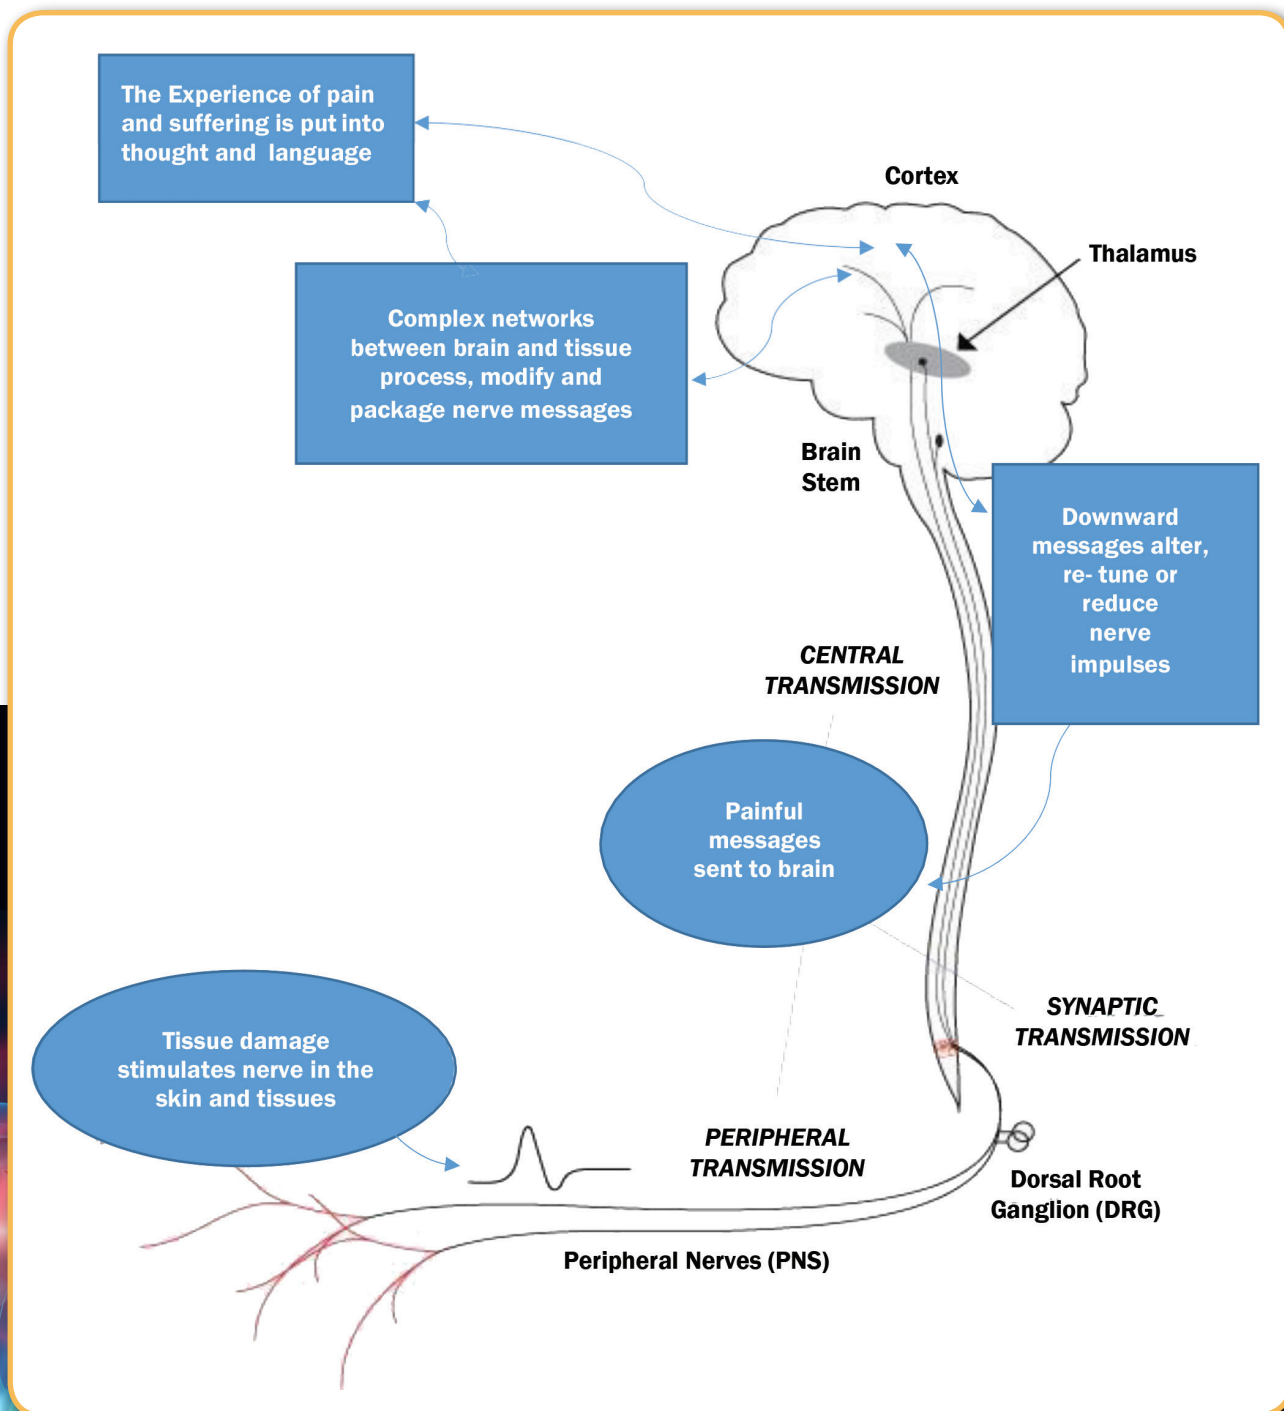 The Experience of pain
and suffering is put into
thought and language
Cortex
Thalamus
Complex networks
between brain and tissue
process, modify and
package nerve messages
Brain
Stem
Downward
messages alter,
re- tune or
reduce
nerve
impulses
CENTRAL
TRANSMISSION
Painful
messages
sent to brain
SYNAPTIC
TRANSMISSION
Tissue damage
stimulates nerve in the
skin and tissues
PERIPHERAL
TRANSMISSION
Dorsal Root
Ganglion (DRG)
Peripheral Nerves (PNS)